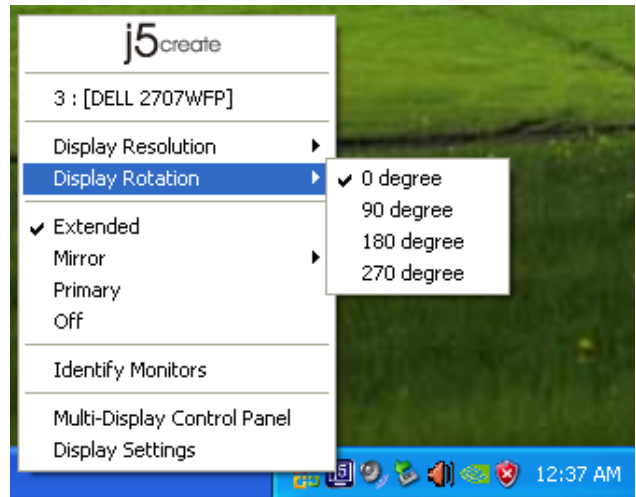 j5create
3 : [DELL 2707WFP]
Display Resolution
Display Rotation
0 degree
90 degree
180 degree
270 degree
Extended
Mirror
Primary
Off
Identify Monitors
Multi-Display Control Panel
Display Settings
j5
12:37 AM